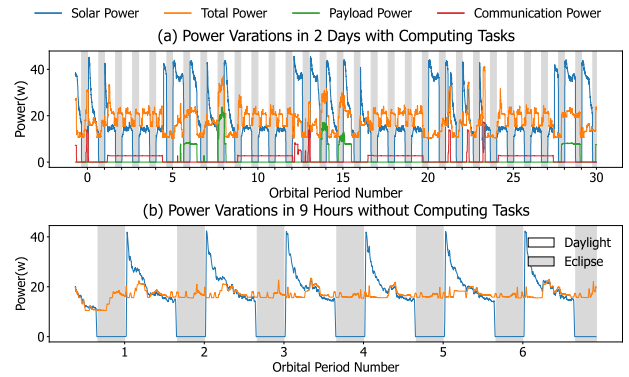 Solar Power Total Power Payload Power Communication Power
(a) Power Varations in 2 Days with Computing Tasks
Power(w)
40
20
0
0 5 10 15 20 25 30
Orbital Period Number
(b) Power Varations in 9 Hours without Computing Tasks
Power(w)
40
20
0
Daylight
Eclipse
1 2 3 4 5 6
Orbital Period Number